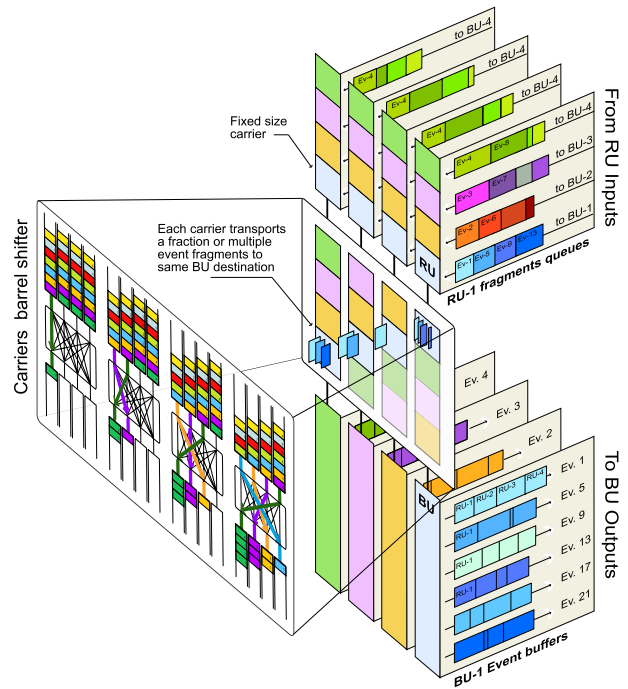 to BU-4
to BU-4
to BU-4
to BU-4
to BU-3
to BU-2
to BU-1
Ev-4
Ev-4
Ev-4
Ev-4 Ev-8
Ev-3 Ev-7
Ev-2 Ev-6
Ev-1 Ev-5 Ev-9 Ev-13
RU
RU-1 fragments queues
From RU Inputs
Fixed size
carrier
Each carrier transports
a fraction or multiple
event fragments to
same BU destination
Carriers barrel shifter
Ev. 4
Ev. 3
Ev. 2
Ev. 1
Ev. 5
Ev. 9
Ev. 13
Ev. 17
Ev. 21
BU
RU-1 RU-2 RU-3 RU-4
RU-1
RU-1
RU-1
BU-1 Event buffers
To BU Outputs